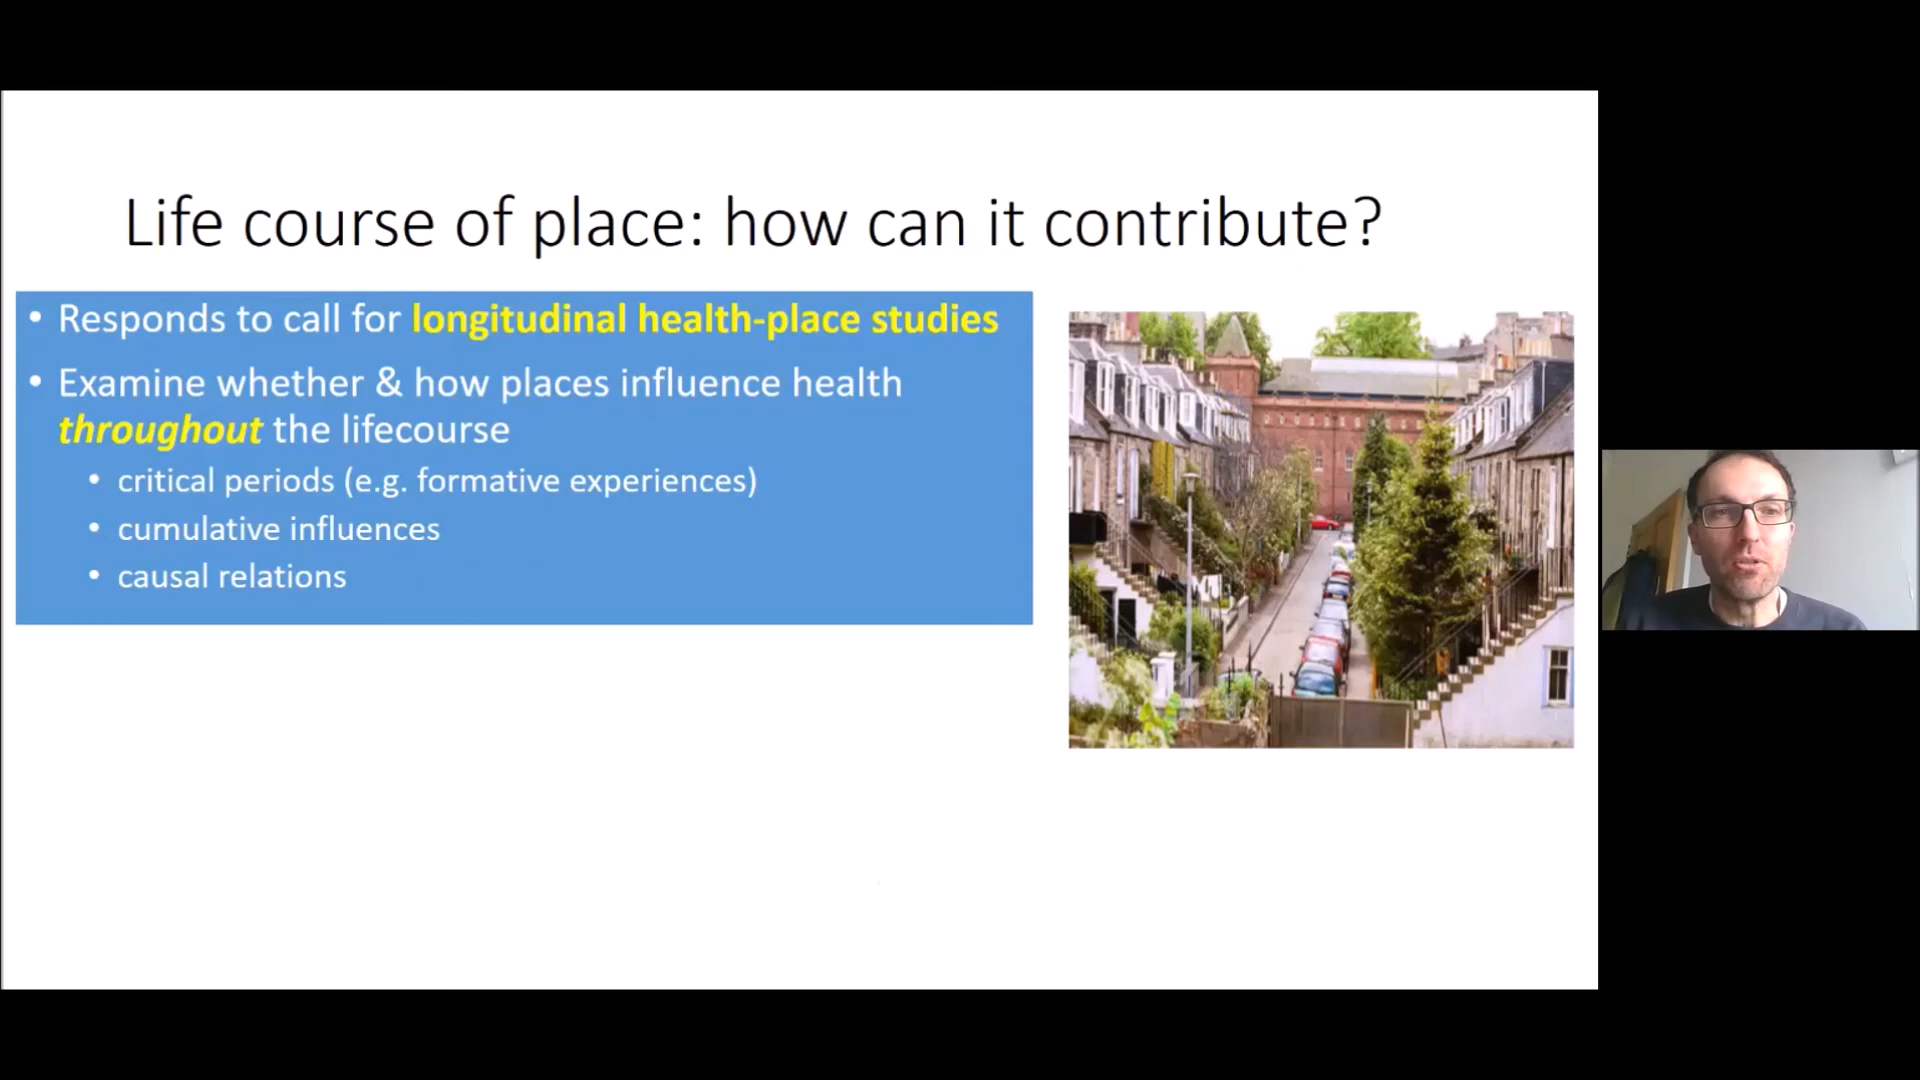 Life course of place: how can it contribute?
• Responds to call for longitudinal health-place studies
• Examine whether & how places influence health
throughout the lifecourse
• critical periods (e.g. formative experiences)
• cumulative influences
• causal relations